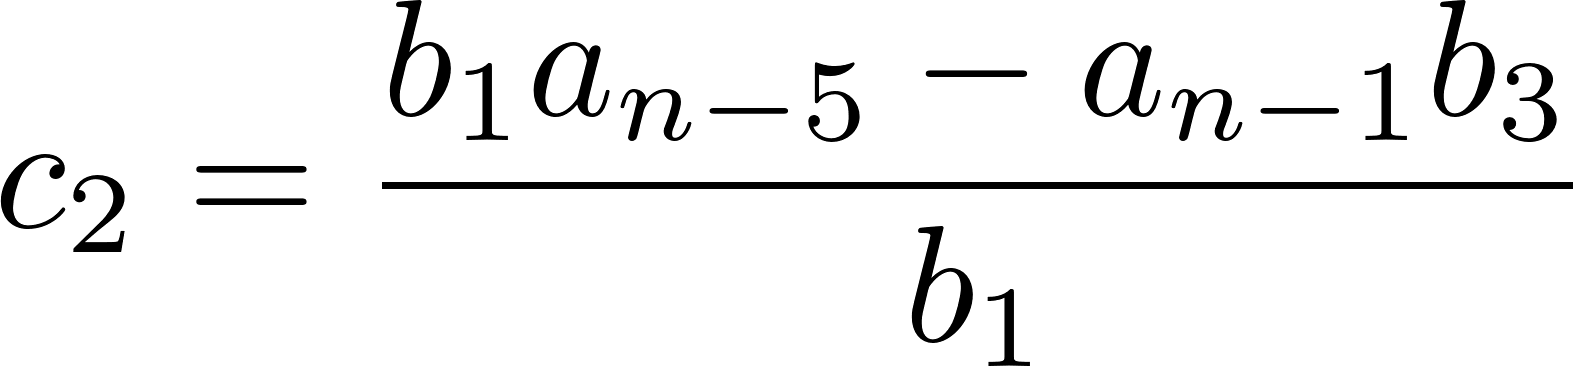 c_2 = \frac{b_1 a_{n-5} - a_{n-1} b_3}{b_1}